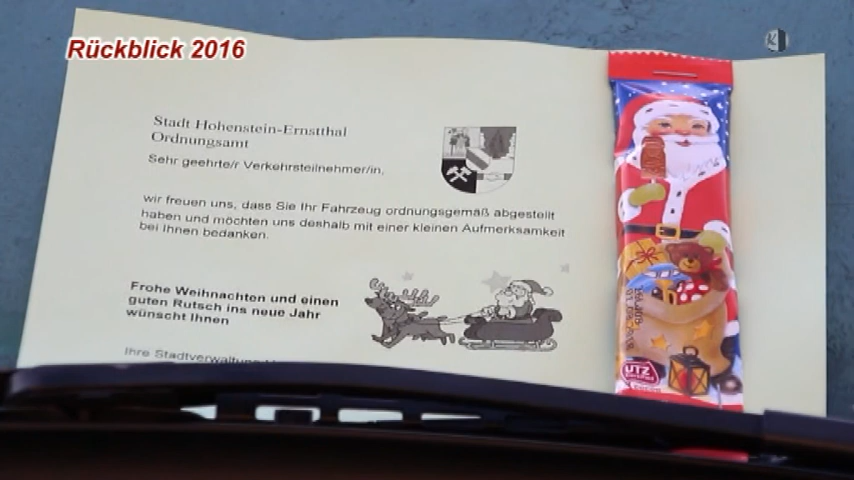 Rückblick 2016
Stadt Hohenstein-Ernstthal
Ordnungsamt
Sehr geehrte/r Verkehrsteilnehmer/in,
wir freuen uns, dass Sie Ihr Fahrzeug ordnungsgemäß abgestellt
haben und möchten uns deshalb mit einer kleinen Aufmerksamkeit
bei Ihnen bedanken.
Frohe Weihnachten und einen
guten Rutsch ins neue Jahr
wünscht Ihnen
Ihre Stadtverwaltung
UTZ